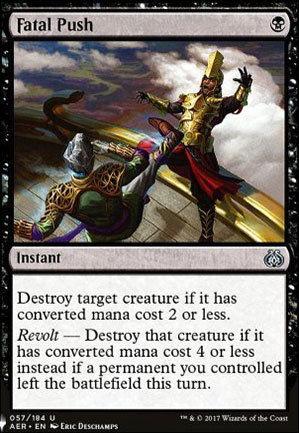 Fatal Push
Instant
Destroy target creature if it has
converted mana cost 2 or less.
Revolt — Destroy that creature if it
has converted mana cost 4 or less
instead if a permanent you controlled
left the battlefield this turn.
057/184 U
AER • EN Eric Deschamps
™ & © 2017 Wizards of the Coast